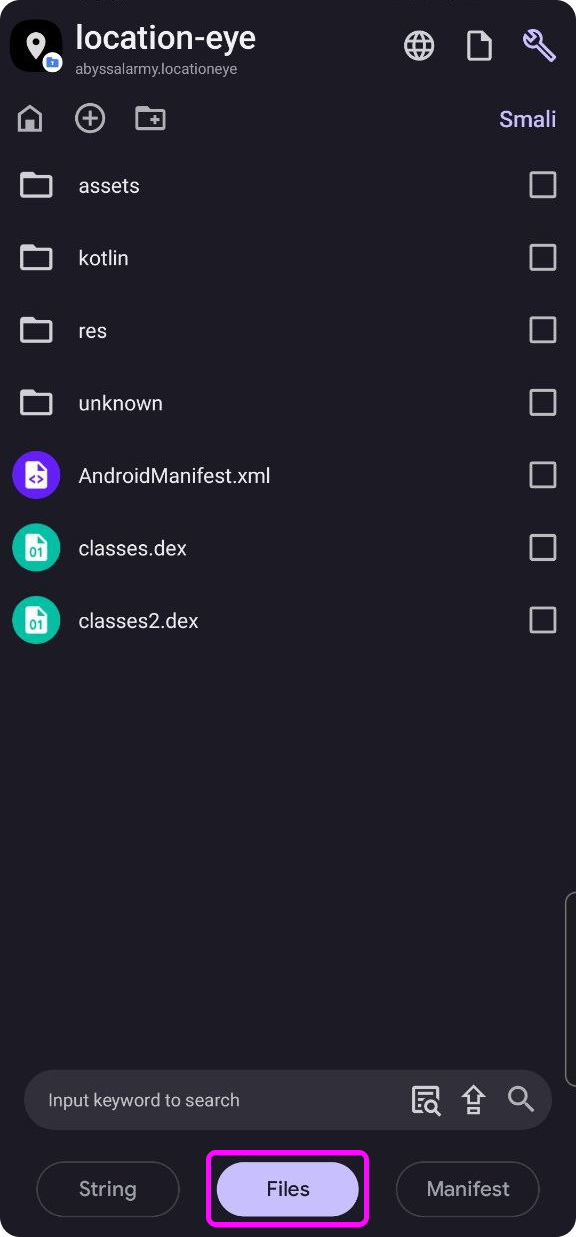 location-eye
abyssalarmy.locationeye
Smali
assets
kotlin
res
unknown
AndroidManifest.xml
01
classes.dex
01
classes2.dex
Input keyword to search
String
Files
Manifest